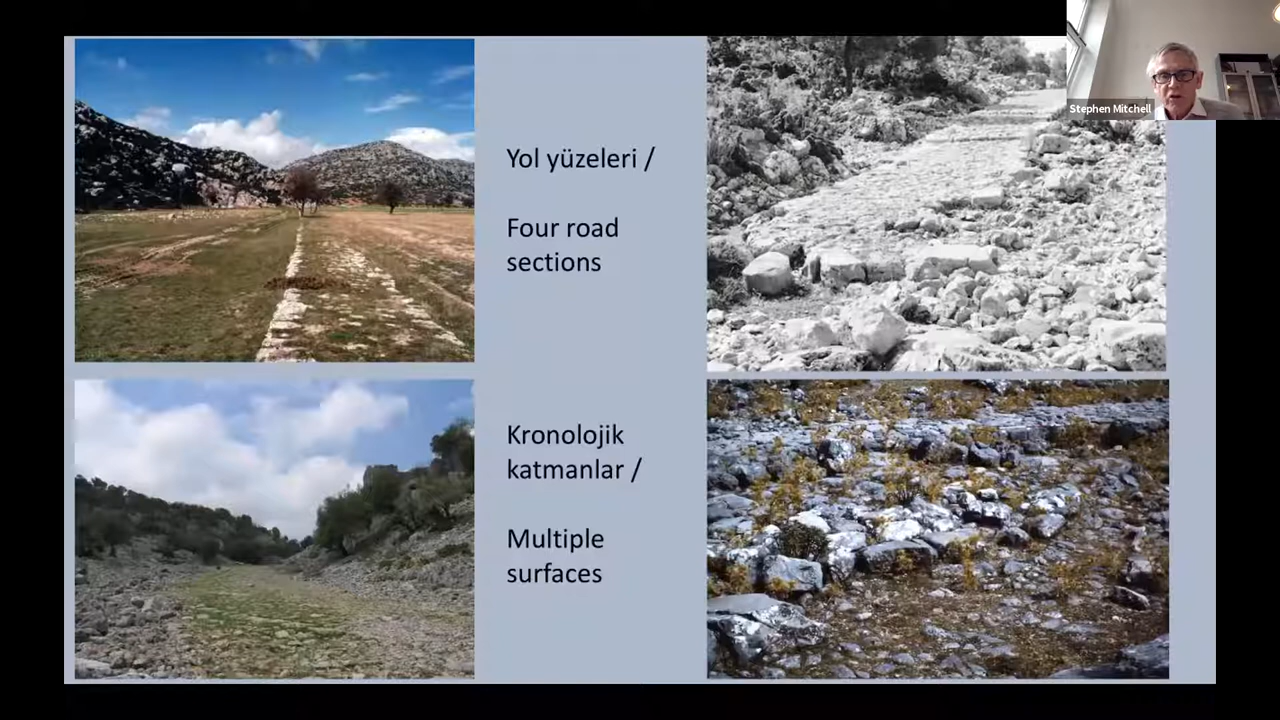 Stephen Mitchell
Yol yüzeleri /
Four road
sections
Kronolojik
katmanlar /
Multiple
surfaces